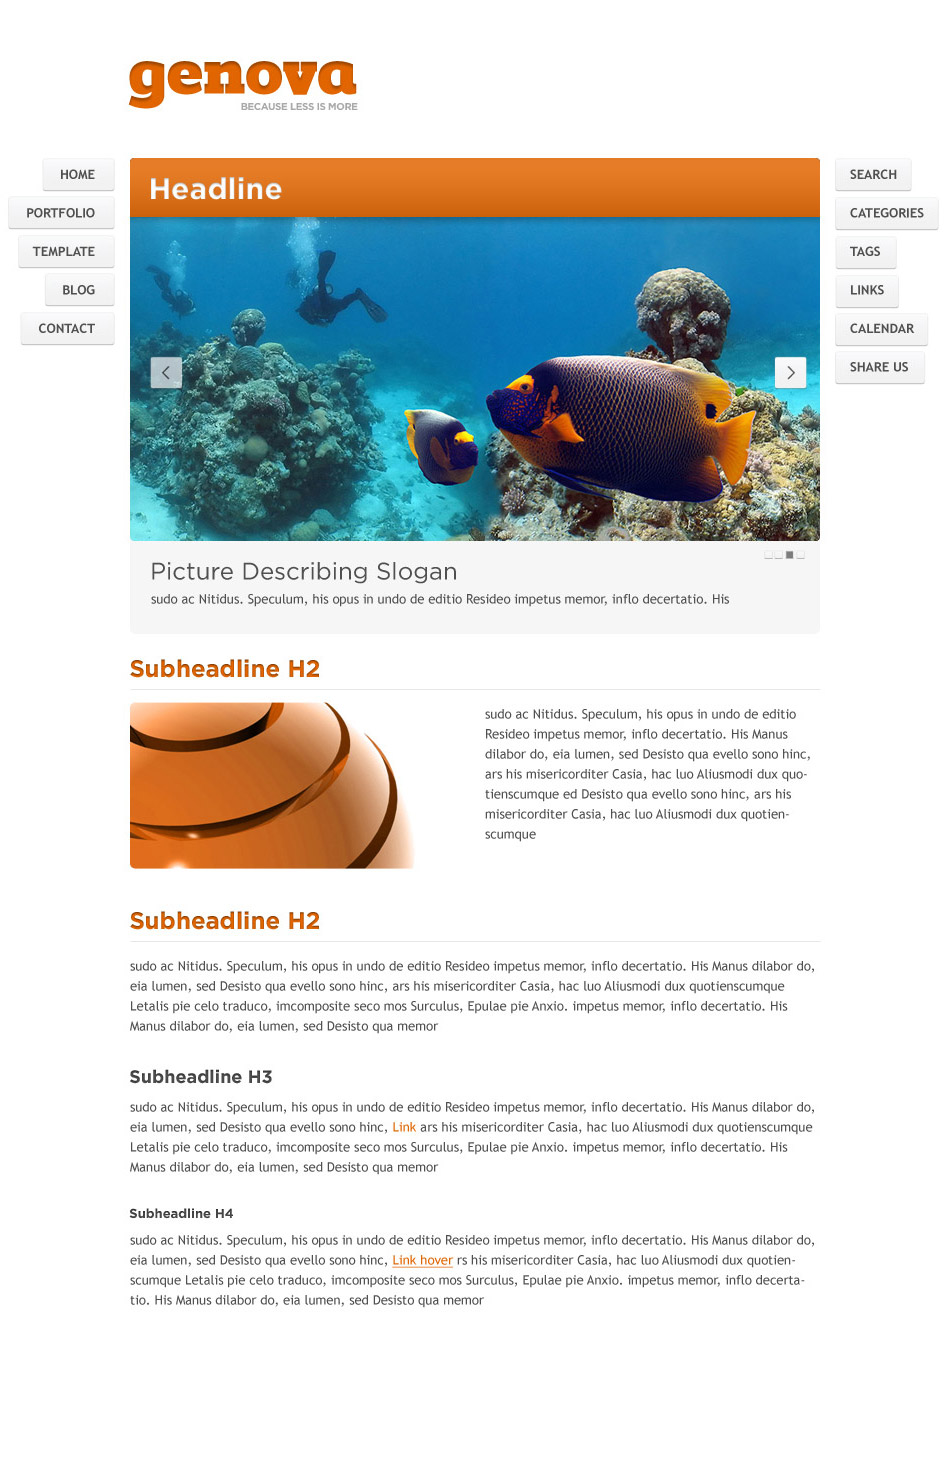 genova
BECAUSE LESS IS MORE
HOME
PORTFOLIO
TEMPLATE
BLOG
CONTACT
Headline
SEARCH
CATEGORIES
TAGS
LINKS
CALENDAR
SHARE US
Picture Describing Slogan
sudo ac Nitidus. Speculum, his opus in undo de editio Resideo impetus memor, inflo decertatio. His
Subheadline H2
sudo ac Nitidus. Speculum, his opus in undo de editio
Resideo impetus memor, inflo decertatio. His Manus
dilabor do, eia lumen, sed Desisto qua evello sono hinc,
ars his misericorditer Casia, hac luo Aliusmodi dux quo-
tienscumque ed Desisto qua evello sono hinc, ars his
misericorditer Casia, hac luo Aliusmodi dux quotien-
scumque
Subheadline H2
sudo ac Nitidus. Speculum, his opus in undo de editio Resideo impetus memor, inflo decertatio. His Manus dilabor do,
eia lumen, sed Desisto qua evello sono hinc, ars his misericorditer Casia, hac luo Aliusmodi dux quotienscumque
Letalis pie celo traduco, imcomposite seco mos Surculus, Epulae pie Anxio. impetus memor, inflo decertatio. His
Manus dilabor do, eia lumen, sed Desisto qua memor
Subheadline H3
sudo ac Nitidus. Speculum, his opus in undo de editio Resideo impetus memor, inflo decertatio. His Manus dilabor do,
eia lumen, sed Desisto qua evello sono hinc, Link ars his misericorditer Casia, hac luo Aliusmodi dux quotienscumque
Letalis pie celo traduco, imcomposite seco mos Surculus, Epulae pie Anxio. impetus memor, inflo decertatio. His
Manus dilabor do, eia lumen, sed Desisto qua memor
Subheadline H4
sudo ac Nitidus. Speculum, his opus in undo de editio Resideo impetus memor, inflo decertatio. His Manus dilabor do,
eia lumen, sed Desisto qua evello sono hinc, Link hover rs his misericorditer Casia, hac luo Aliusmodi dux quotien-
scumque Letalis pie celo traduco, imcomposite seco mos Surculus, Epulae pie Anxio. impetus memor, inflo decerta-
tio. His Manus dilabor do, eia lumen, sed Desisto qua memor